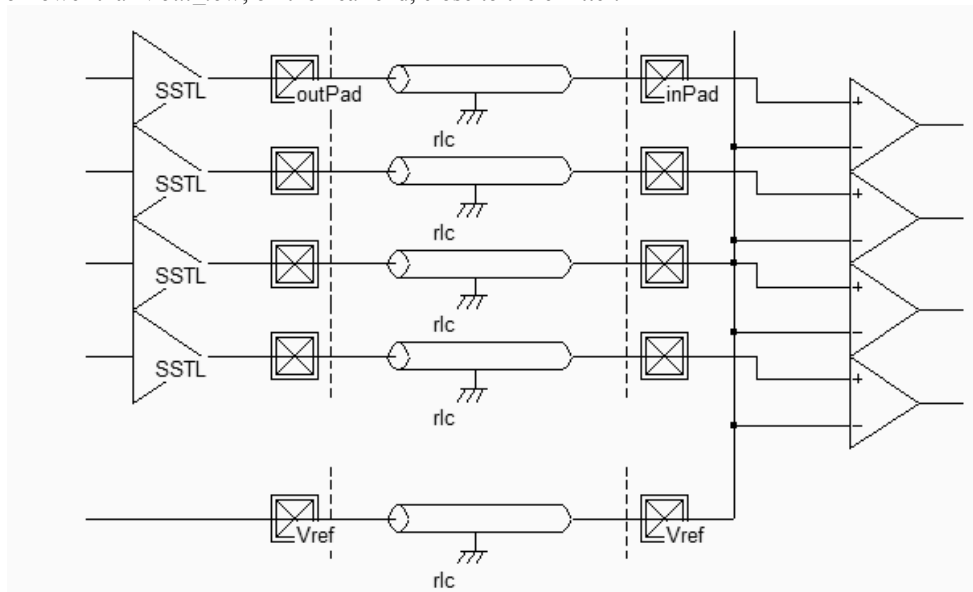 SSTL
outPad
inPad
+
rlc
−
SSTL
+
rlc
−
SSTL
+
rlc
−
SSTL
+
rlc
−
Vref
Vref
rlc